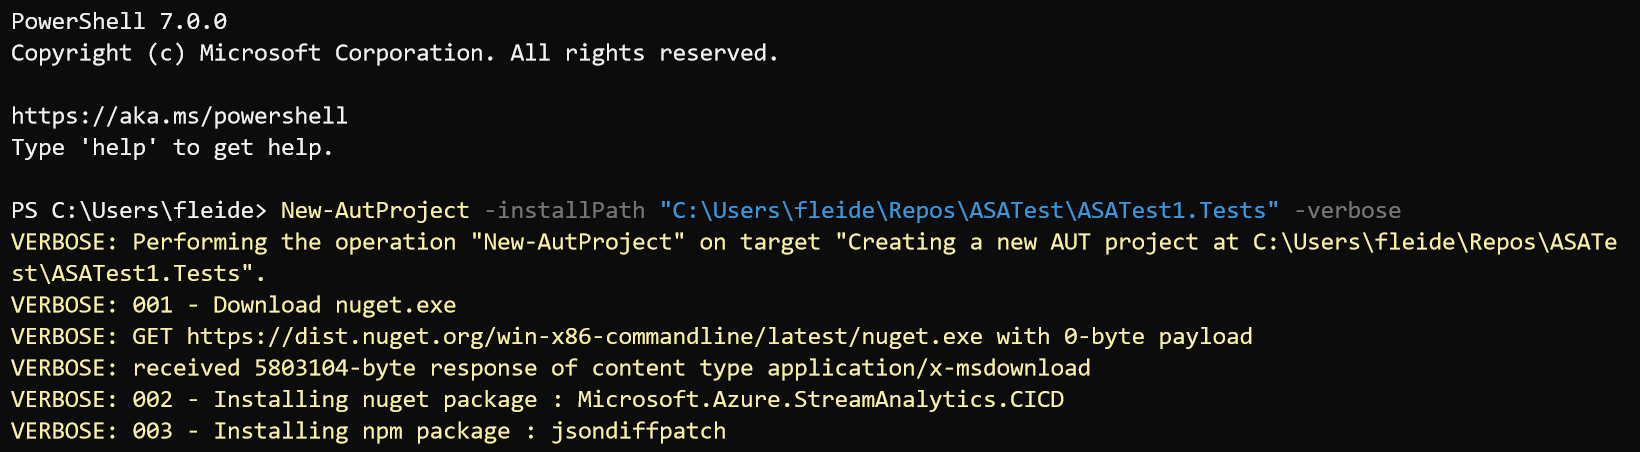 PowerShell 7.0.0
Copyright (c) Microsoft Corporation. All rights reserved.
https://aka.ms/powershell
Type 'help' to get help.
PS C:\Users\fleide> New-AutProject -installPath "C:\Users\fleide\Repos\ASATest\ASATest1.Tests" -verbose
VERBOSE: Performing the operation "New-AutProject" on target "Creating a new AUT project at C:\Users\fleide\Repos\ASATe
st\ASATest1.Tests".
VERBOSE: 001 - Download nuget.exe
VERBOSE: GET https://dist.nuget.org/win-x86-commandline/latest/nuget.exe with 0-byte payload
VERBOSE: received 5803104-byte response of content type application/x-msdownload
VERBOSE: 002 - Installing nuget package : Microsoft.Azure.StreamAnalytics.CICD
VERBOSE: 003 - Installing npm package : jsondiffpatch